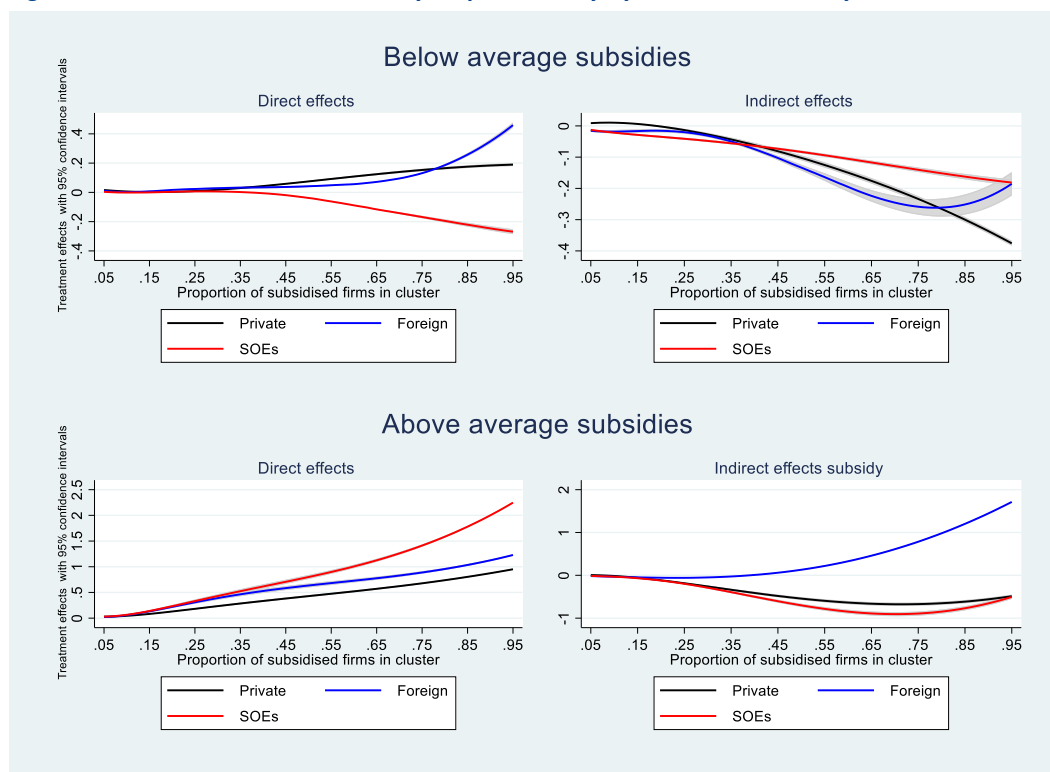 Below average subsidies
Direct effects
Treatment effects with 95% confidence intervals
.4
.2
0
-.2
-.4
.05 .15 .25 .35 .45 .55 .65 .75 .85 .95
Proportion of subsidised firms in cluster
Private Foreign
SOEs
Indirect effects
0
-.1
-.2
-.3
-.4
.05 .15 .25 .35 .45 .55 .65 .75 .85 .95
Proportion of subsidised firms in cluster
Private Foreign
SOEs
Above average subsidies
Direct effects
Treatment effects with 95% confidence intervals
2.5
2
1.5
1
.5
0
.05 .15 .25 .35 .45 .55 .65 .75 .85 .95
Proportion of subsidised firms in cluster
Private Foreign
SOEs
Indirect effects subsidy
2
1
0
-1
.05 .15 .25 .35 .45 .55 .65 .75 .85 .95
Proportion of subsidised firms in cluster
Private Foreign
SOEs